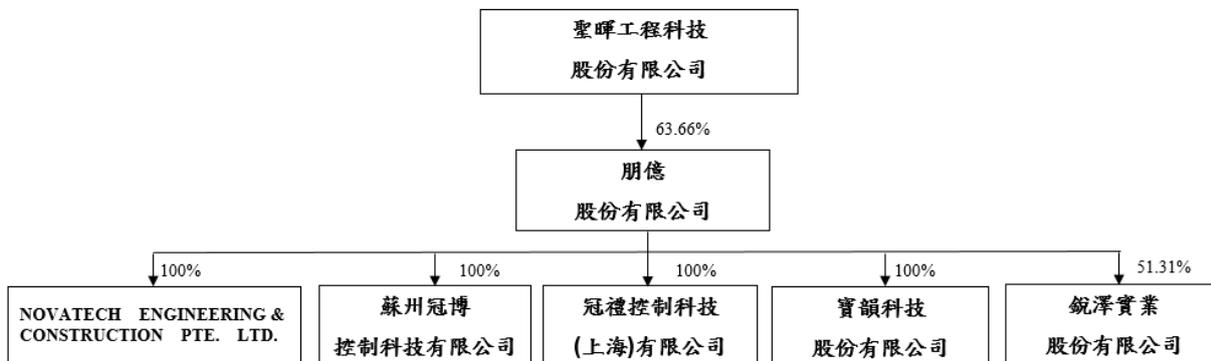 聖暉工程科技
股份有限公司
63.66%
朋億
股份有限公司
100%
100%
100%
100%
51.31%
NOVATECH ENGINEERING &
CONSTRUCTION PTE. LTD.
蘇州冠博
控制科技有限公司
冠禮控制科技
(上海)有限公司
寶韻科技
股份有限公司
銳澤實業
股份有限公司